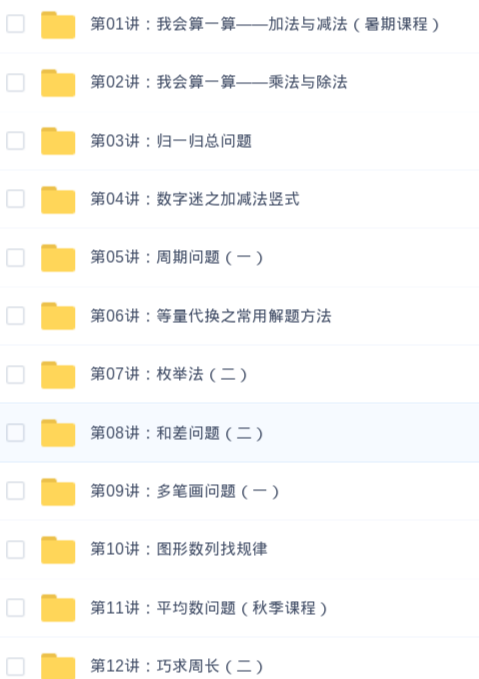 第01讲：我会算一算——加法与减法（暑期课程）
第02讲：我会算一算——乘法与除法
第03讲：归一归总问题
第04讲：数字迷之加减法竖式
第05讲：周期问题（一）
第06讲：等量代换之常用解题方法
第07讲：枚举法（二）
第08讲：和差问题（二）
第09讲：多笔画问题（一）
第10讲：图形数列找规律
第11讲：平均数问题（秋季课程）
第12讲：巧求周长（二）